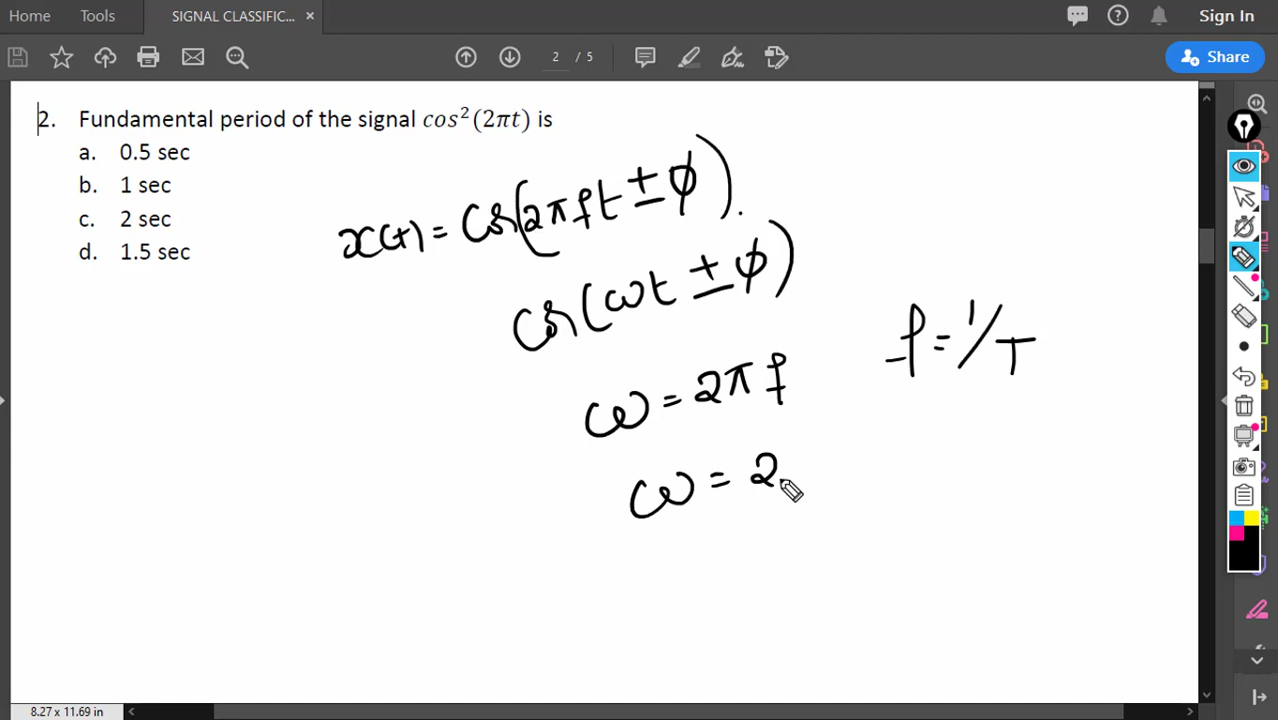 Home Tools SIGNAL CLASSIFIC... × Sign In
2 / 5 Share
2. Fundamental period of the signal cos²(2πt) is
a. 0.5 sec
b. 1 sec
c. 2 sec
d. 1.5 sec
x(t) = cos(2πft ± φ).
cos(ωt ± φ)
f = 1/T
ω = 2πf
ω = 2
8.27 x 11.69 in